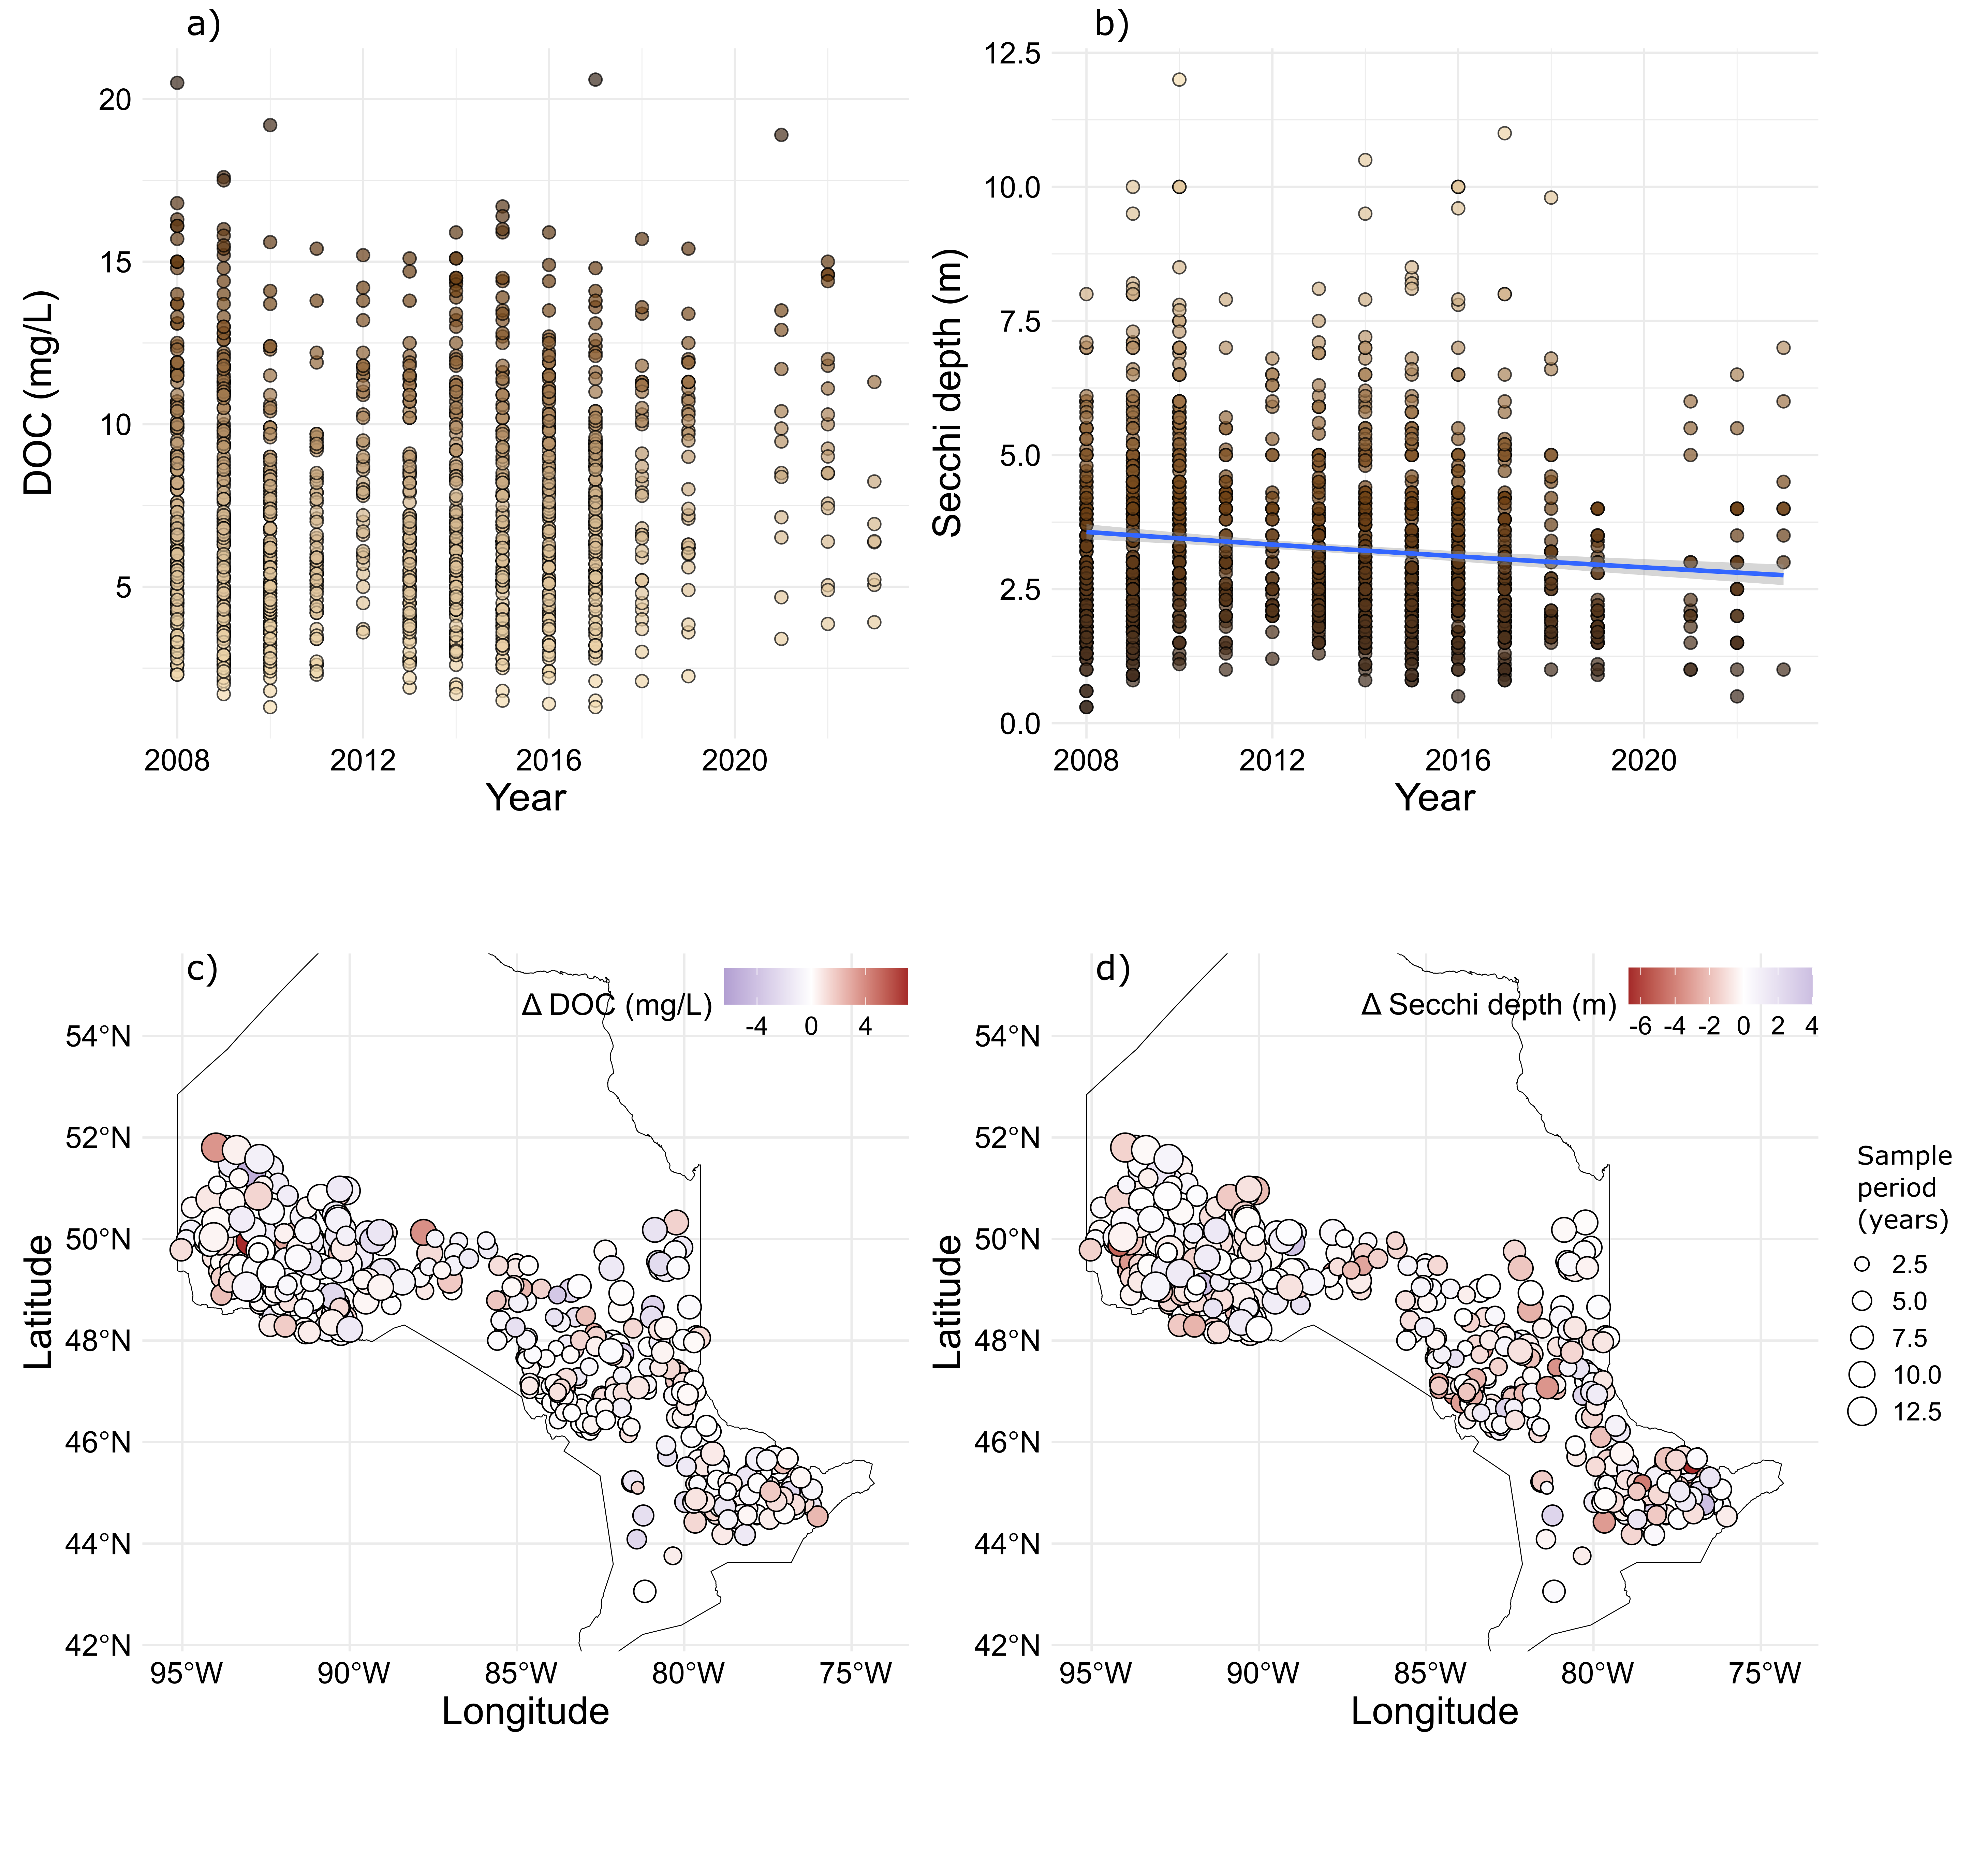 a)
20
15
10
5
DOC (mg/L)
2008 2012 2016 2020
Year
b)
12.5
10.0
7.5
5.0
2.5
0.0
Secchi depth (m)
2008 2012 2016 2020
Year
c)
Δ DOC (mg/L)
-4 0 4
54°N
52°N
50°N
48°N
46°N
44°N
42°N
Latitude
95°W 90°W 85°W 80°W 75°W
Longitude
d)
Δ Secchi depth (m)
-6 -4 -2 0 2 4
54°N
52°N
50°N
48°N
46°N
44°N
42°N
Latitude
95°W 90°W 85°W 80°W 75°W
Longitude
Sample
period
(years)
2.5
5.0
7.5
10.0
12.5